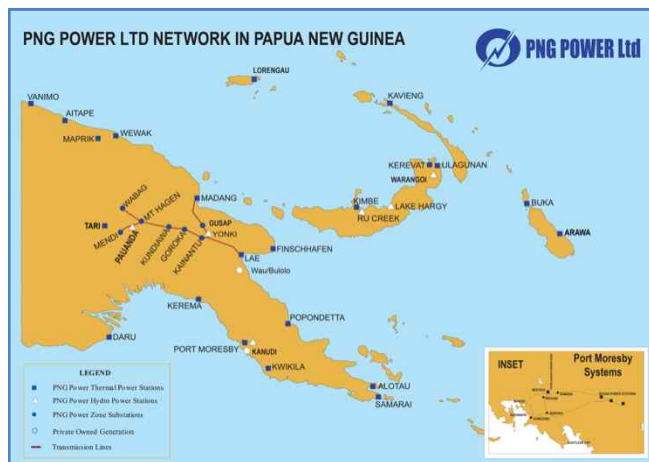 PNG POWER LTD NETWORK IN PAPUA NEW GUINEA
PNG POWER Ltd
LORENGAU
VANIMO
KAVIENG
AITAPE
WEWAK
MAPRIK
KEREVAT
ULAGUNAN
WARANGOI
MADANG
WABAG
MT HAGEN
KIMBE
LAKE HARGY
RU CREEK
BUKA
TARI
MENDI
PAUANDA
KUNDIAWA
GOROKA
KAINANTU
GUSAP
YONKI
ARAWA
FINSCHHAFEN
LAE
Wau/Bulolo
KEREMA
POPONDETTA
DARU
PORT MORESBY
KANUDI
KWIKILA
ALOTAU
SAMARAI
LEGEND
PNG Power Thermal Power Stations
PNG Power Hydro Power Stations
PNG Power Zone Substations
Private Owned Generation
Transmission Lines
INSET
Port Moresby
Systems